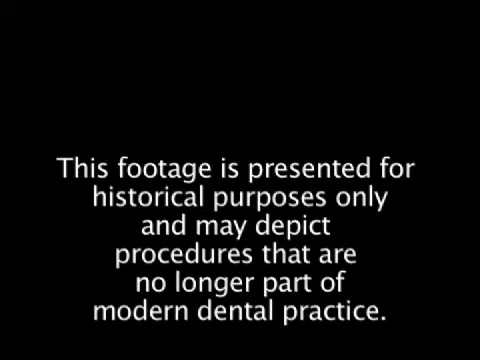 This footage is presented for
historical purposes only
and may depict
procedures that are
no longer part of
modern dental practice.